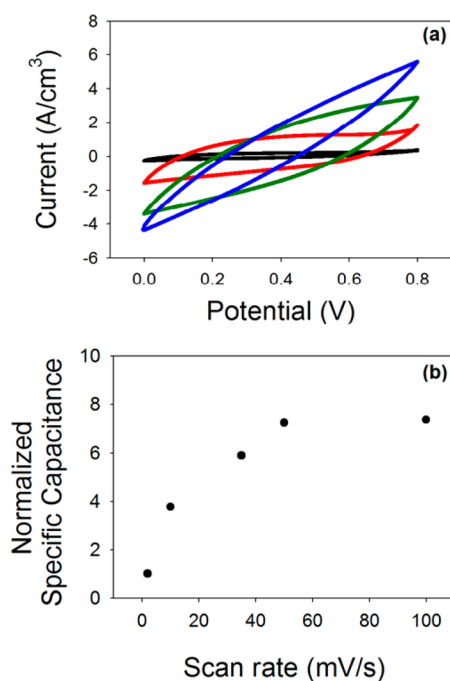 (a)
Current (A/cm³)
8
6
4
2
0
-2
-4
-6
0.0 0.2 0.4 0.6 0.8
Potential (V)
(b)
Normalized
Specific Capacitance
10
8
6
4
2
0
0 20 40 60 80 100
Scan rate (mV/s)